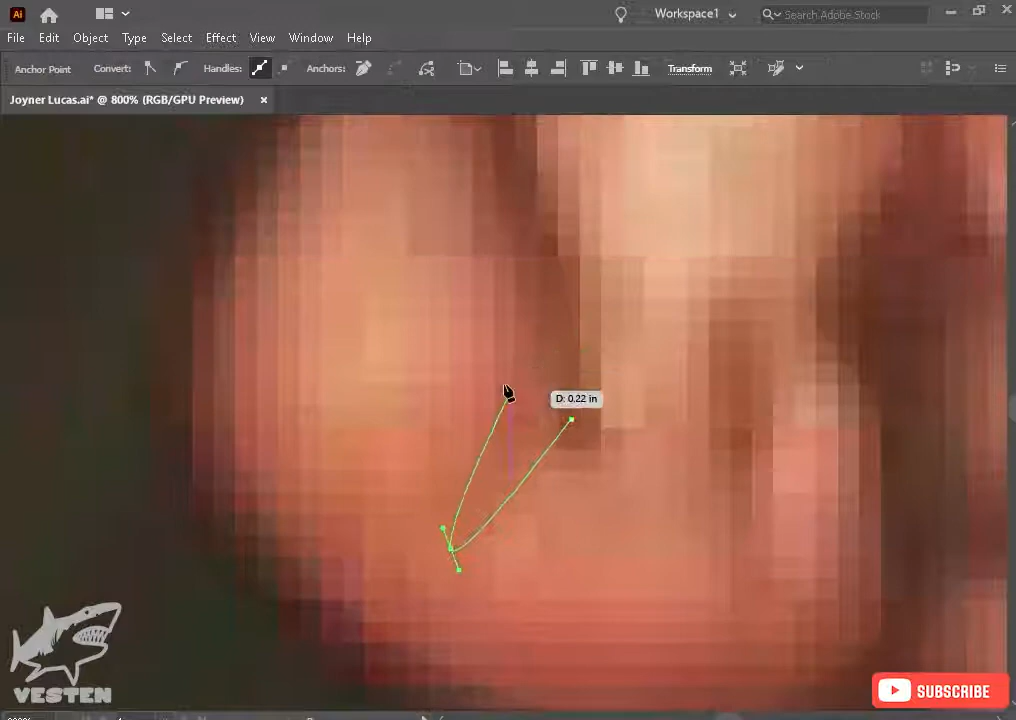 Ai
Workspace1
Search Adobe Stock
File Edit Object Type Select Effect View Window Help
Anchor Point Convert: Handles: Anchors: Transform
Joyner Lucas.ai* @ 800% (RGB/GPU Preview) ×
D: 0.22 in
VESTEN
SUBSCRIBE